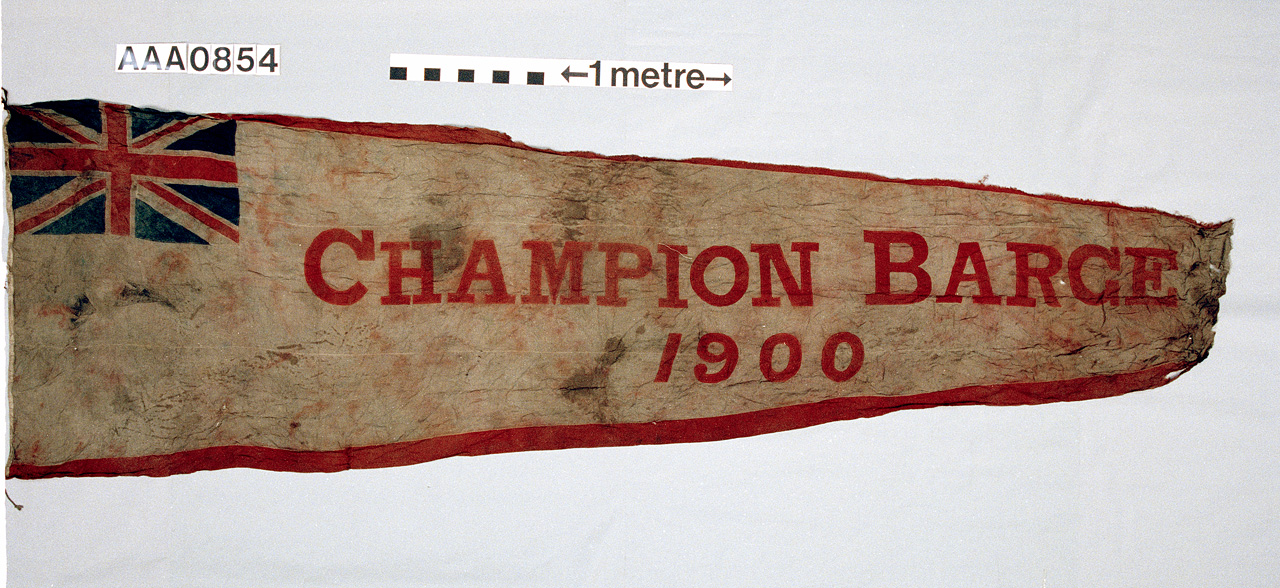 AAA0854
←1 metre→
CHAMPION BARGE
1900